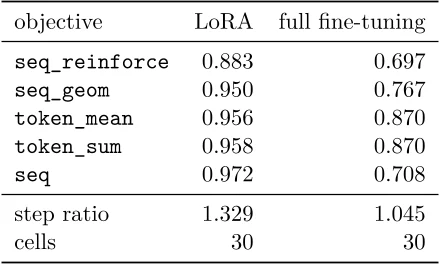 objective LoRA full fine-tuning
seq_reinforce 0.883 0.697
seq_geom 0.950 0.767
token_mean 0.956 0.870
token_sum 0.958 0.870
seq 0.972 0.708
step ratio 1.329 1.045
cells 30 30